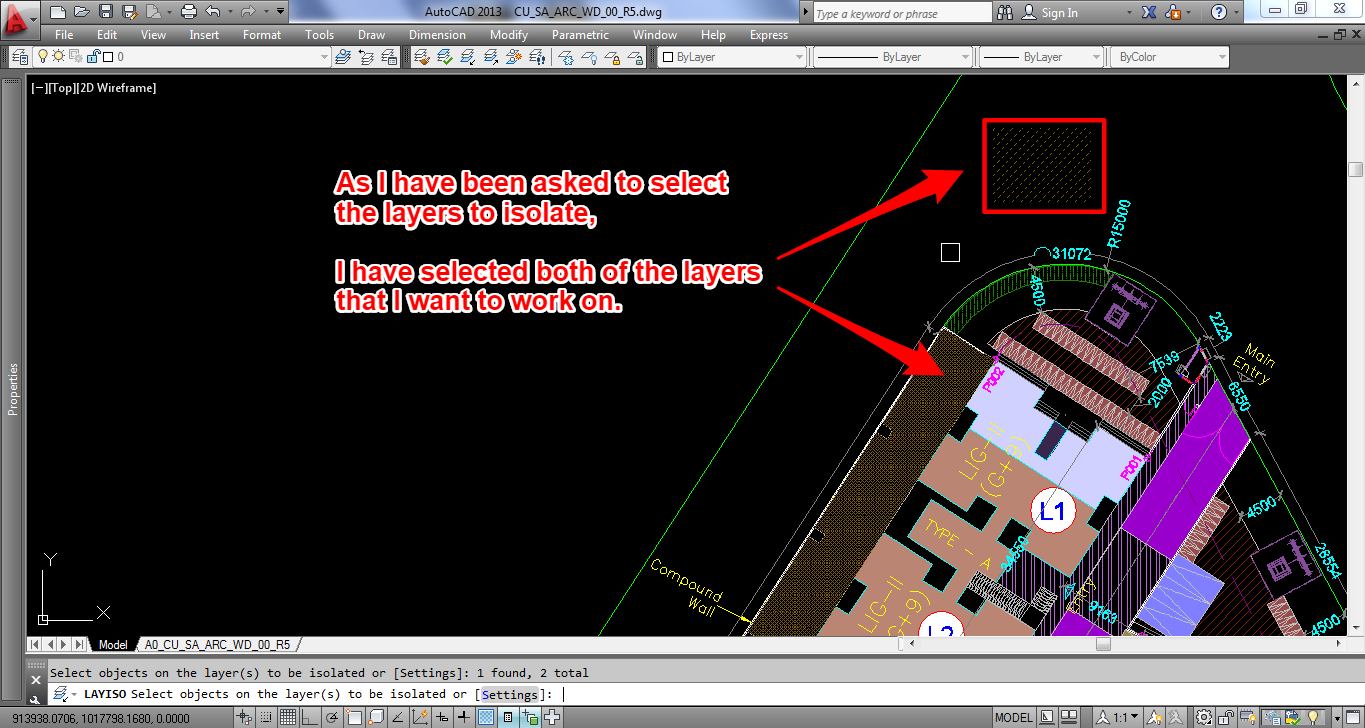 AutoCAD 2013 CU_SA_ARC_WD_00_R5.dwg
Type a keyword or phrase
Sign In
File Edit View Insert Format Tools Draw Dimension Modify Parametric Window Help Express
0
ByLayer
ByLayer
ByLayer
ByColor
[−][Top][2D Wireframe]
As I have been asked to select
the layers to isolate,
I have selected both of the layers
that I want to work on.
R15000
31072
4500
2223
Main
Entry
7539
2000
6550
P002
P001
LIG-II
(G+9)
L1
TYPE - A
34550
4500
28554
Compound
Wall
LIG-II
G+9)
L2
Entry
9163
4500
Y
X
Properties
Model
A0_CU_SA_ARC_WD_00_R5
Select objects on the layer(s) to be isolated or [Settings]: 1 found, 2 total
LAYISO Select objects on the layer(s) to be isolated or [Settings]:
913938.0706, 1017798.1680, 0.0000
MODEL
1:1